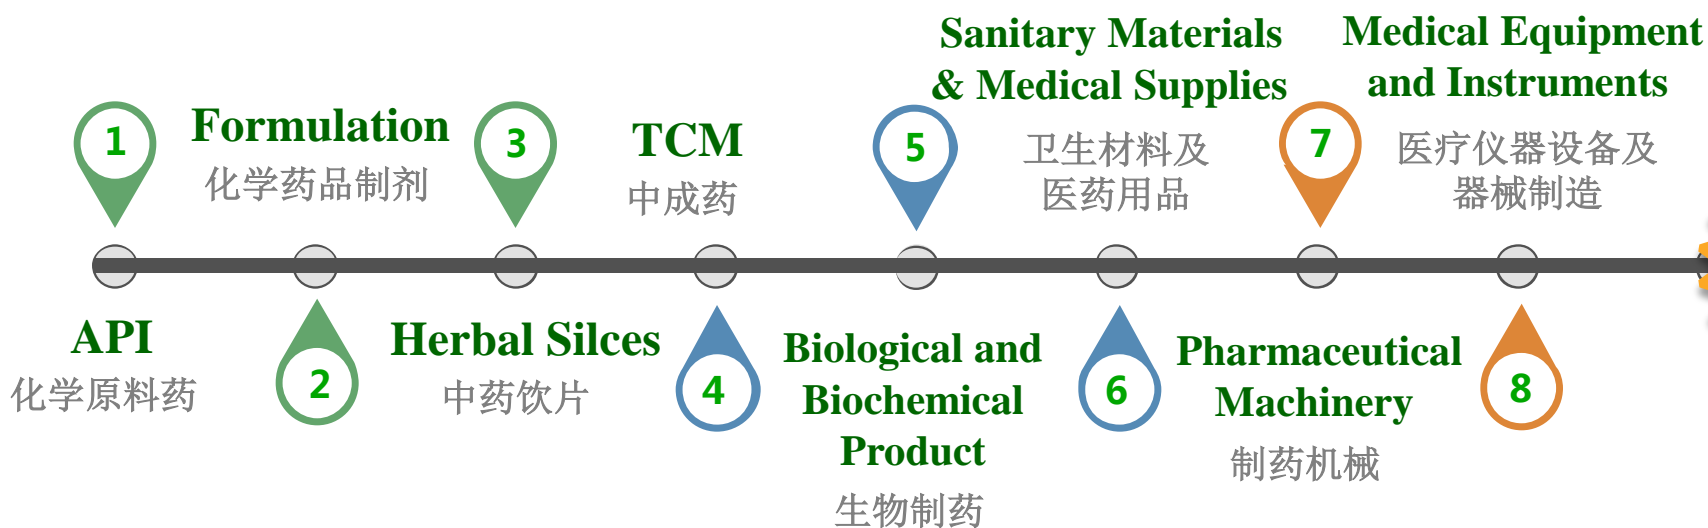 1
API
化学原料药
2
Formulation
化学药品制剂
3
Herbal Silces
中药饮片
4
TCM
中成药
5
Biological and
Biochemical
Product
生物制药
6
Sanitary Materials
& Medical Supplies
卫生材料及
医药用品
7
Pharmaceutical
Machinery
制药机械
8
Medical Equipment
and Instruments
医疗仪器设备及
器械制造